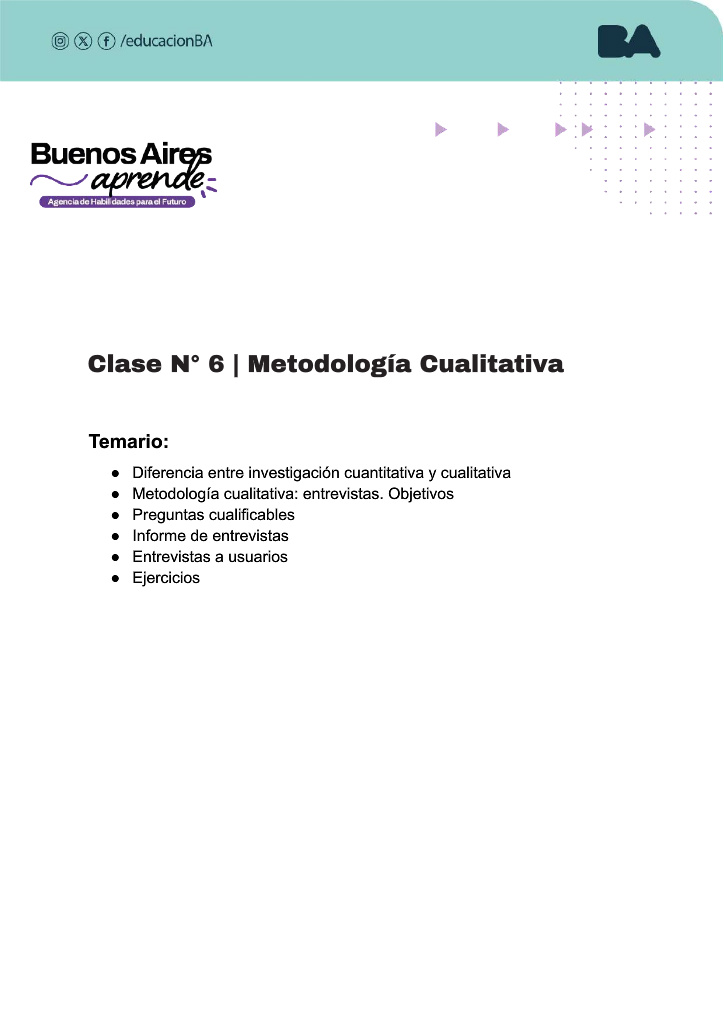 /educacionBA
BA
Buenos Aires
aprende
Agencia de Habilidades para el Futuro
Clase N° 6 | Metodología Cualitativa
Temario:
● Diferencia entre investigación cuantitativa y cualitativa
● Metodología cualitativa: entrevistas. Objetivos
● Preguntas cualificables
● Informe de entrevistas
● Entrevistas a usuarios
● Ejercicios